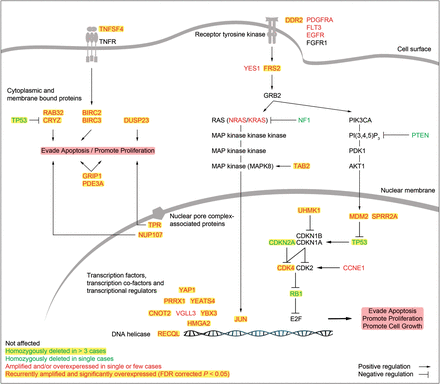 TNFSF4
TNFR
Receptor tyrosine kinase
DDR2
PDGFRA
FLT3
EGFR
FGFR1
Cell surface
YES1
FRS2
GRB2
Cytoplasmic and
membrane bound proteins
TP53
RAB32
CRYZ
BIRC2
BIRC3
DUSP23
Evade Apoptosis / Promote Proliferation
GRIP1
PDE3A
RAS (NRAS/KRAS)
NF1
MAP kinase kinase kinase
MAP kinase kinase
MAP kinase (MAPK8)
TAB2
PIK3CA
PI(3,4,5)P3
PTEN
PDK1
AKT1
Nuclear membrane
Nuclear pore complex-
associated proteins
TPR
NUP107
UHMK1
MDM2
SPRR2A
CDKN1B
CDKN2A
CDKN1A
TP53
CDK4
CDK2
CCNE1
RB1
E2F
Transcription factors,
transcription co-factors and
transcriptional regulators
YAP1
PRRX1
YEATS4
CNOT2
VGLL3
YBX3
HMGA2
JUN
DNA helicase
RECQL
Evade Apoptosis
Promote Proliferation
Promote Cell Growth
Not affected
Homozygously deleted in > 3 cases
Homozygously deleted in single cases
Amplified and/or overexpressed in single or few cases
Recurrently amplified and significantly overexpressed (FDR corrected P < 0.05)
Positive regulation
Negative regulation